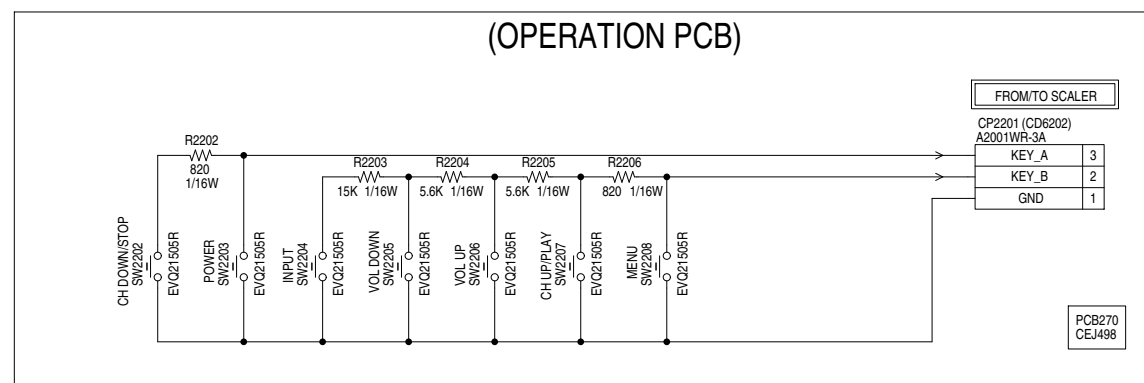 (OPERATION PCB)
FROM/TO SCALER
CP2201 (CD6202)
A2001WR-3A
KEY_A 3
KEY_B 2
GND 1
R2202
820
1/16W
R2203
15K 1/16W
R2204
5.6K 1/16W
R2205
5.6K 1/16W
R2206
820 1/16W
CH DOWN/STOP
SW2202
EVQ21505R
POWER
SW2203
EVQ21505R
INPUT
SW2204
EVQ21505R
VOL DOWN
SW2205
EVQ21505R
VOL UP
SW2206
EVQ21505R
CH UP/PLAY
SW2207
EVQ21505R
MENU
SW2208
EVQ21505R
PCB270
CEJ498